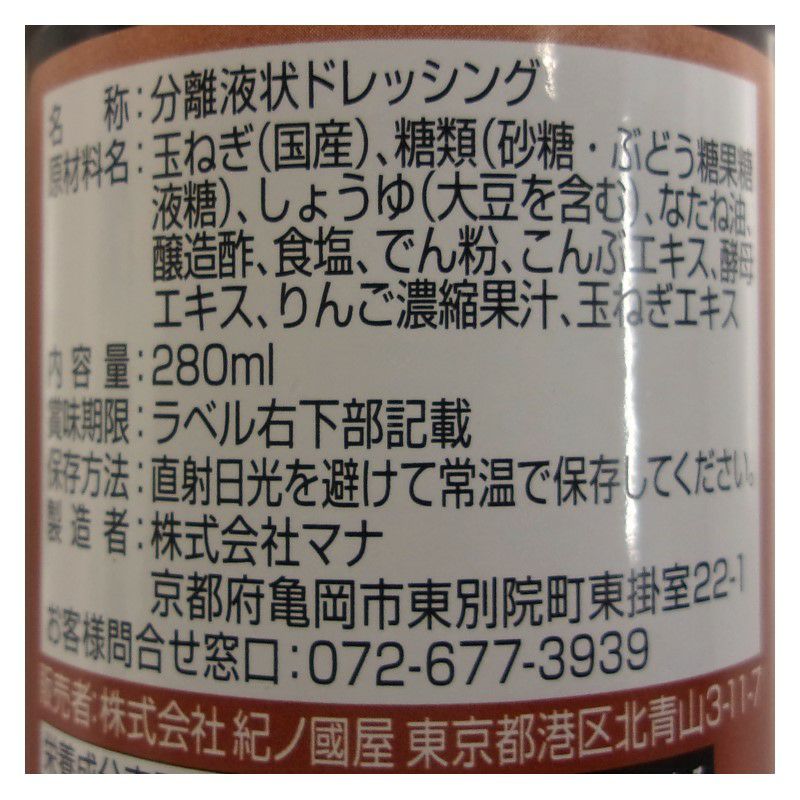 名称:分離液状ドレッシング
原材料名:玉ねぎ(国産)、糖類(砂糖・ぶどう糖果糖
液糖)、しょうゆ(大豆を含む)、なたね油、
醸造酢、食塩、でん粉、こんぶエキス、酵母
エキス、りんご濃縮果汁、玉ねぎエキス
内容量:280ml
賞味期限:ラベル右下部記載
保存方法:直射日光を避けて常温で保存してください。
製造者:株式会社マナ
京都府亀岡市東別院町東掛室22-1
お客様問合せ窓口:072-677-3939
販売者:株式会社 紀ノ國屋 東京都港区北青山3-11-7